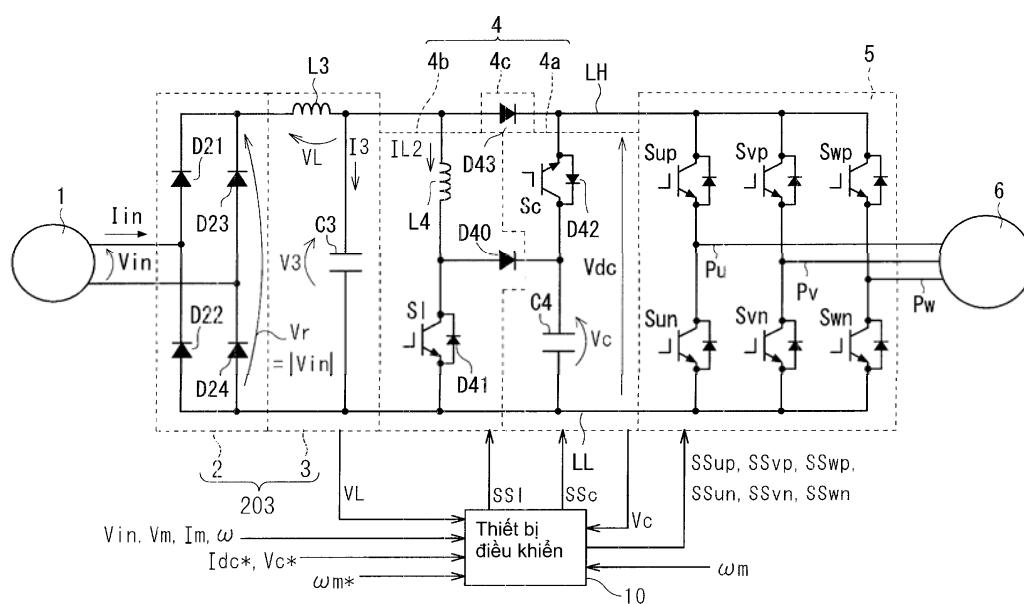 4
4b 4c 4a
LH
5
L3
D21
VL
I3
IL2
D43
Sup Svp Swp
1
Iin
D23
L4
Sc
D42
6
Vin
C3
D40
V3
Vdc
Pu
Pv
Pw
D22
Vr
=|Vin|
Sl
C4
Vc
Sun Svn Swn
D24
D41
2 3
203
LL
VL
SSl
SSc
Vc
SSup, SSvp, SSwp,
SSun, SSvn, SSwn
Vin, Vm, Im, ω
Idc*, Vc*
ωm*
Thiết bị
điều khiển
ωm
10